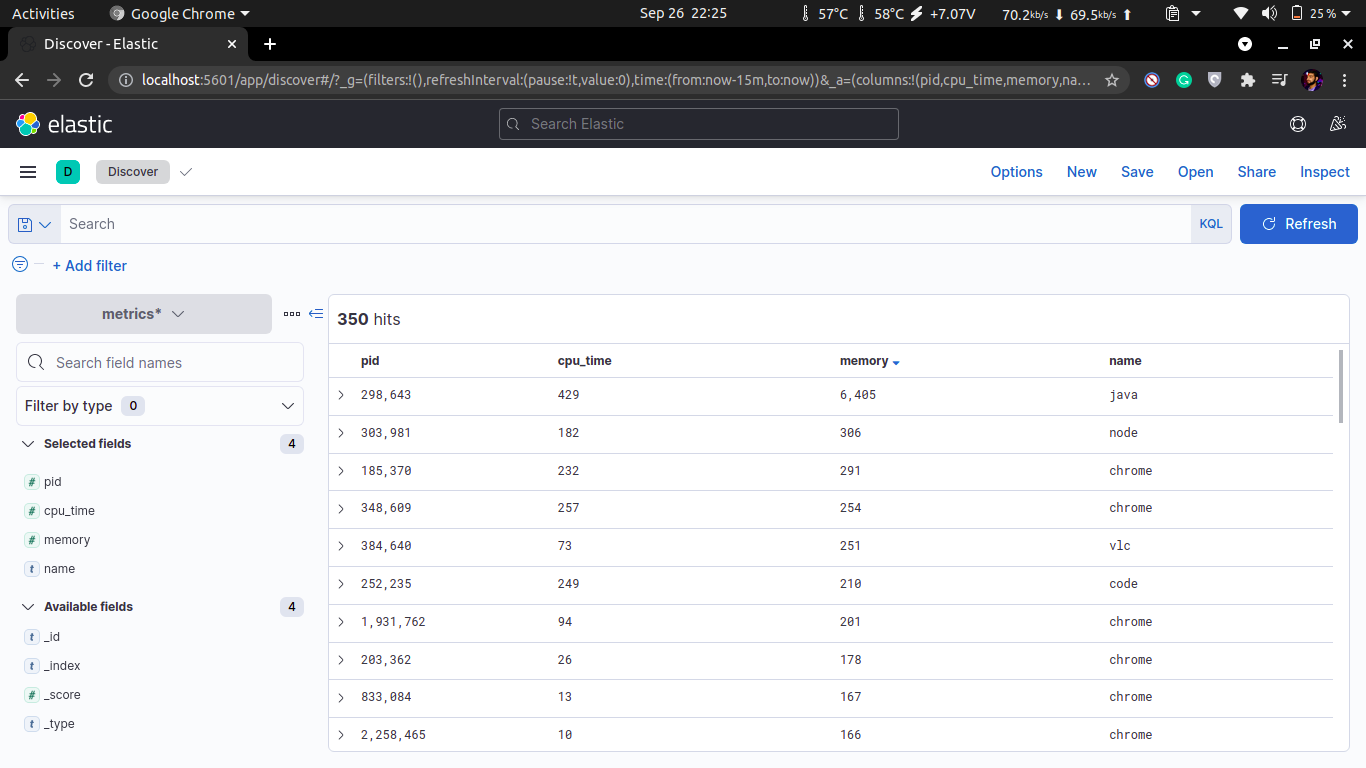 Activities Google Chrome Sep 26 22:25 57°C 58°C +7.07V 70.2kb/s 69.5kb/s 25 %
Discover - Elastic
localhost:5601/app/discover#/?_g=(filters:!(),refreshInterval:(pause:!t,value:0),time:(from:now-15m,to:now))&_a=(columns:!(pid,cpu_time,memory,na...
elastic Search Elastic
D Discover Options New Save Open Share Inspect
Search KQL Refresh
+ Add filter
metrics*
Search field names
Filter by type 0
Selected fields 4
# pid
# cpu_time
# memory
t name
Available fields 4
t _id
t _index
# _score
t _type
350 hits
pid cpu_time memory name
298,643 429 6,405 java
303,981 182 306 node
185,370 232 291 chrome
348,609 257 254 chrome
384,640 73 251 vlc
252,235 249 210 code
1,931,762 94 201 chrome
203,362 26 178 chrome
833,084 13 167 chrome
2,258,465 10 166 chrome